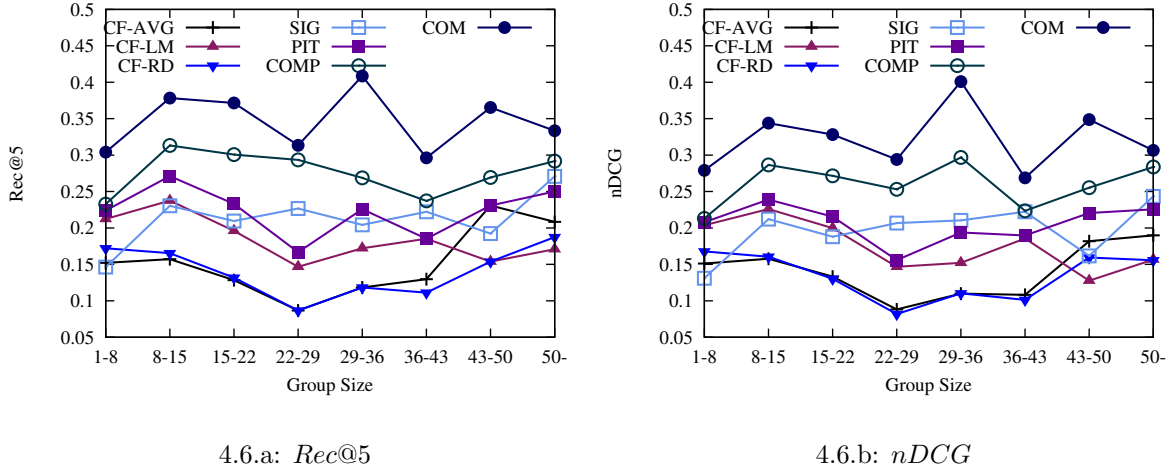 0.5
0.45
0.4
0.35
0.3
0.25
0.2
0.15
0.1
0.05
Rec@5
CF-AVG SIG COM
CF-LM PIT
CF-RD COMP
1-8 8-15 15-22 22-29 29-36 36-43 43-50 50-
Group Size
4.6.a: Rec@5
0.5
0.45
0.4
0.35
0.3
0.25
0.2
0.15
0.1
0.05
nDCG
CF-AVG SIG COM
CF-LM PIT
CF-RD COMP
1-8 8-15 15-22 22-29 29-36 36-43 43-50 50-
Group Size
4.6.b: nDCG